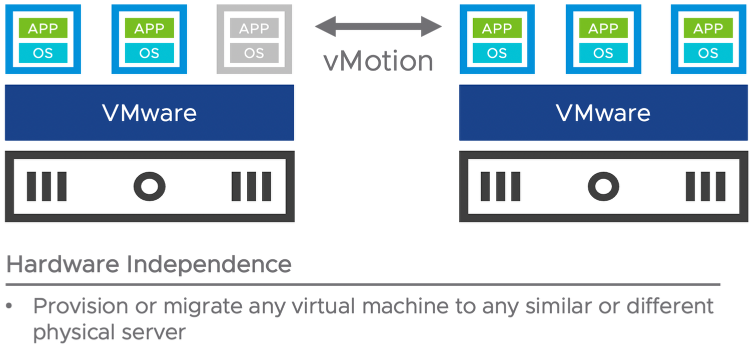 APP APP APP APP APP APP
OS OS OS OS OS OS
vMotion
VMware VMware
Hardware Independence
• Provision or migrate any virtual machine to any similar or different
physical server